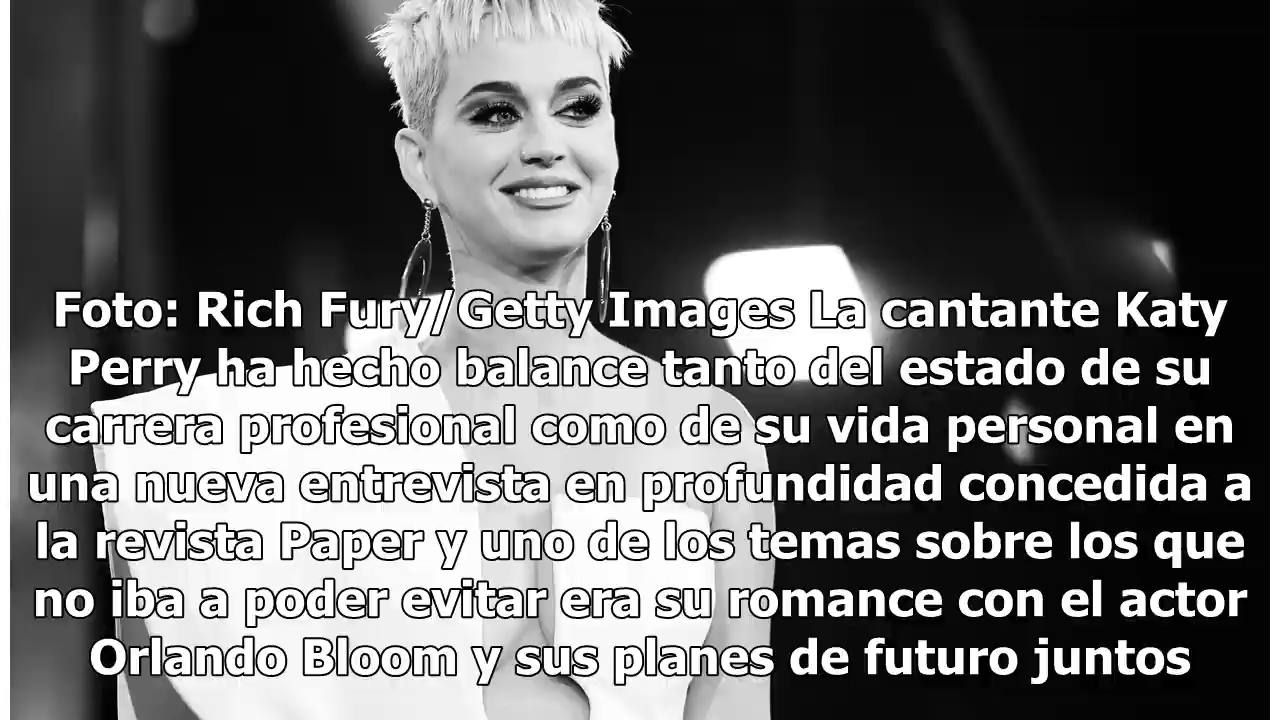 Foto: Rich Fury/Getty Images La cantante Katy
Perry ha hecho balance tanto del estado de su
carrera profesional como de su vida personal en
una nueva entrevista en profundidad concedida a
la revista Paper y uno de los temas sobre los que
no iba a poder evitar era su romance con el actor
Orlando Bloom y sus planes de futuro juntos